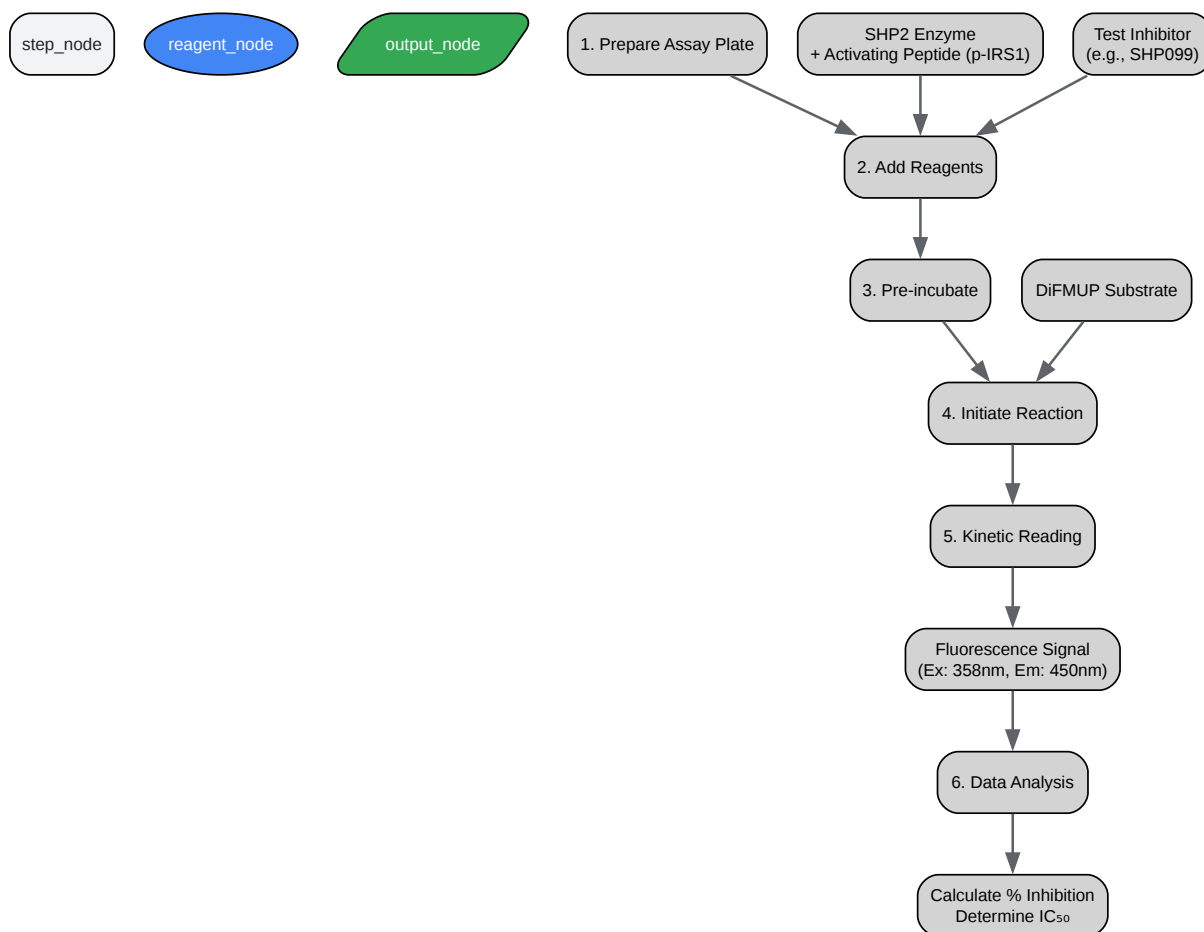 step_node
reagent_node
output_node
1. Prepare Assay Plate
SHP2 Enzyme
+ Activating Peptide (p-IRS1)
Test Inhibitor
(e.g., SHP099)
2. Add Reagents
3. Pre-incubate
DiFMUP Substrate
4. Initiate Reaction
5. Kinetic Reading
Fluorescence Signal
(Ex: 358nm, Em: 450nm)
6. Data Analysis
Calculate % Inhibition
Determine IC₅₀